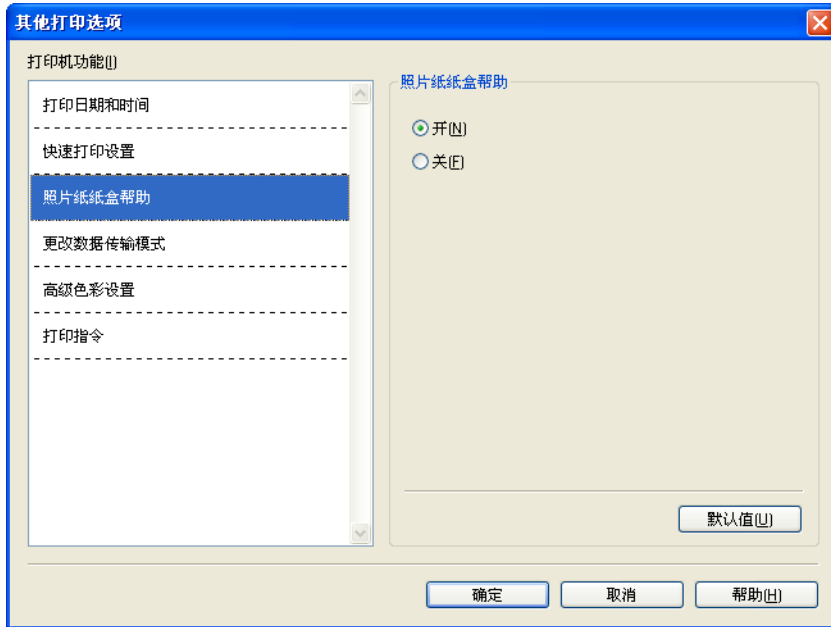 其他打印选项
打印机功能(I)
打印日期和时间
快速打印设置
照片纸纸盒帮助
更改数据传输模式
高级色彩设置
打印指令
照片纸纸盒帮助
开(N)
关(F)
默认值(U)
确定
取消
帮助(H)